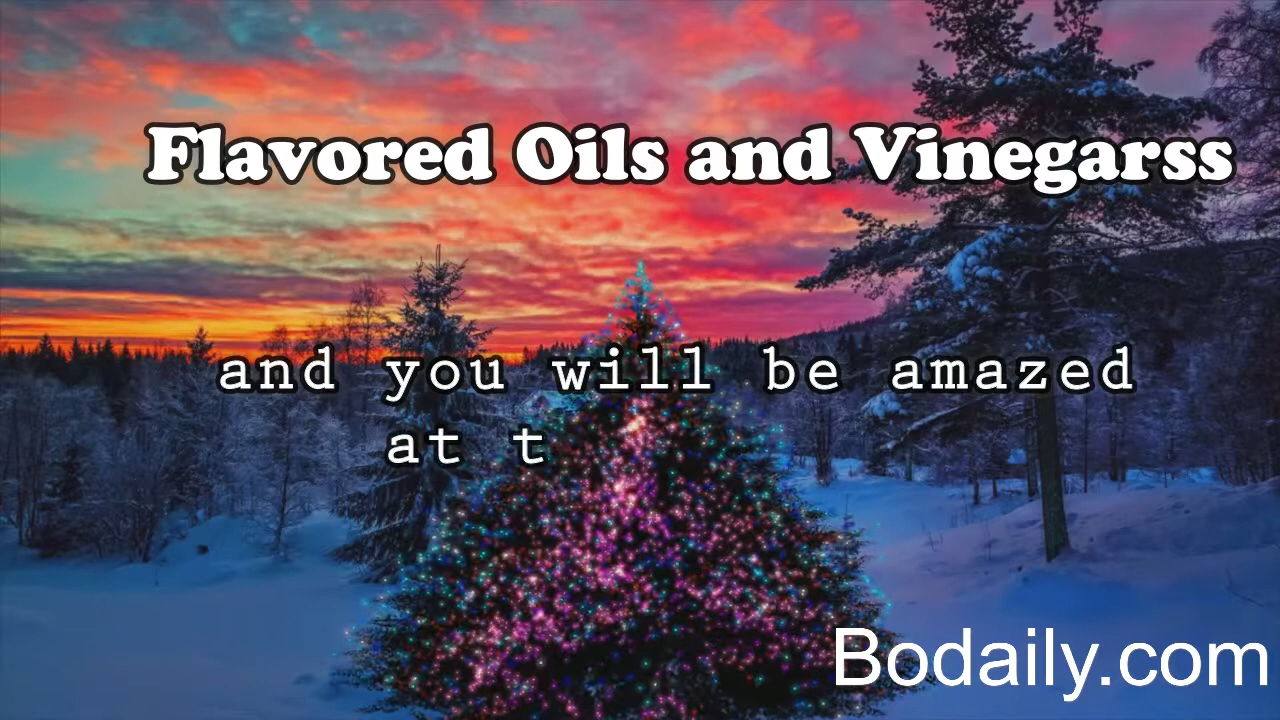 Flavored Oils and Vinegarss
and you will be amazed
at t
Bodaily.com